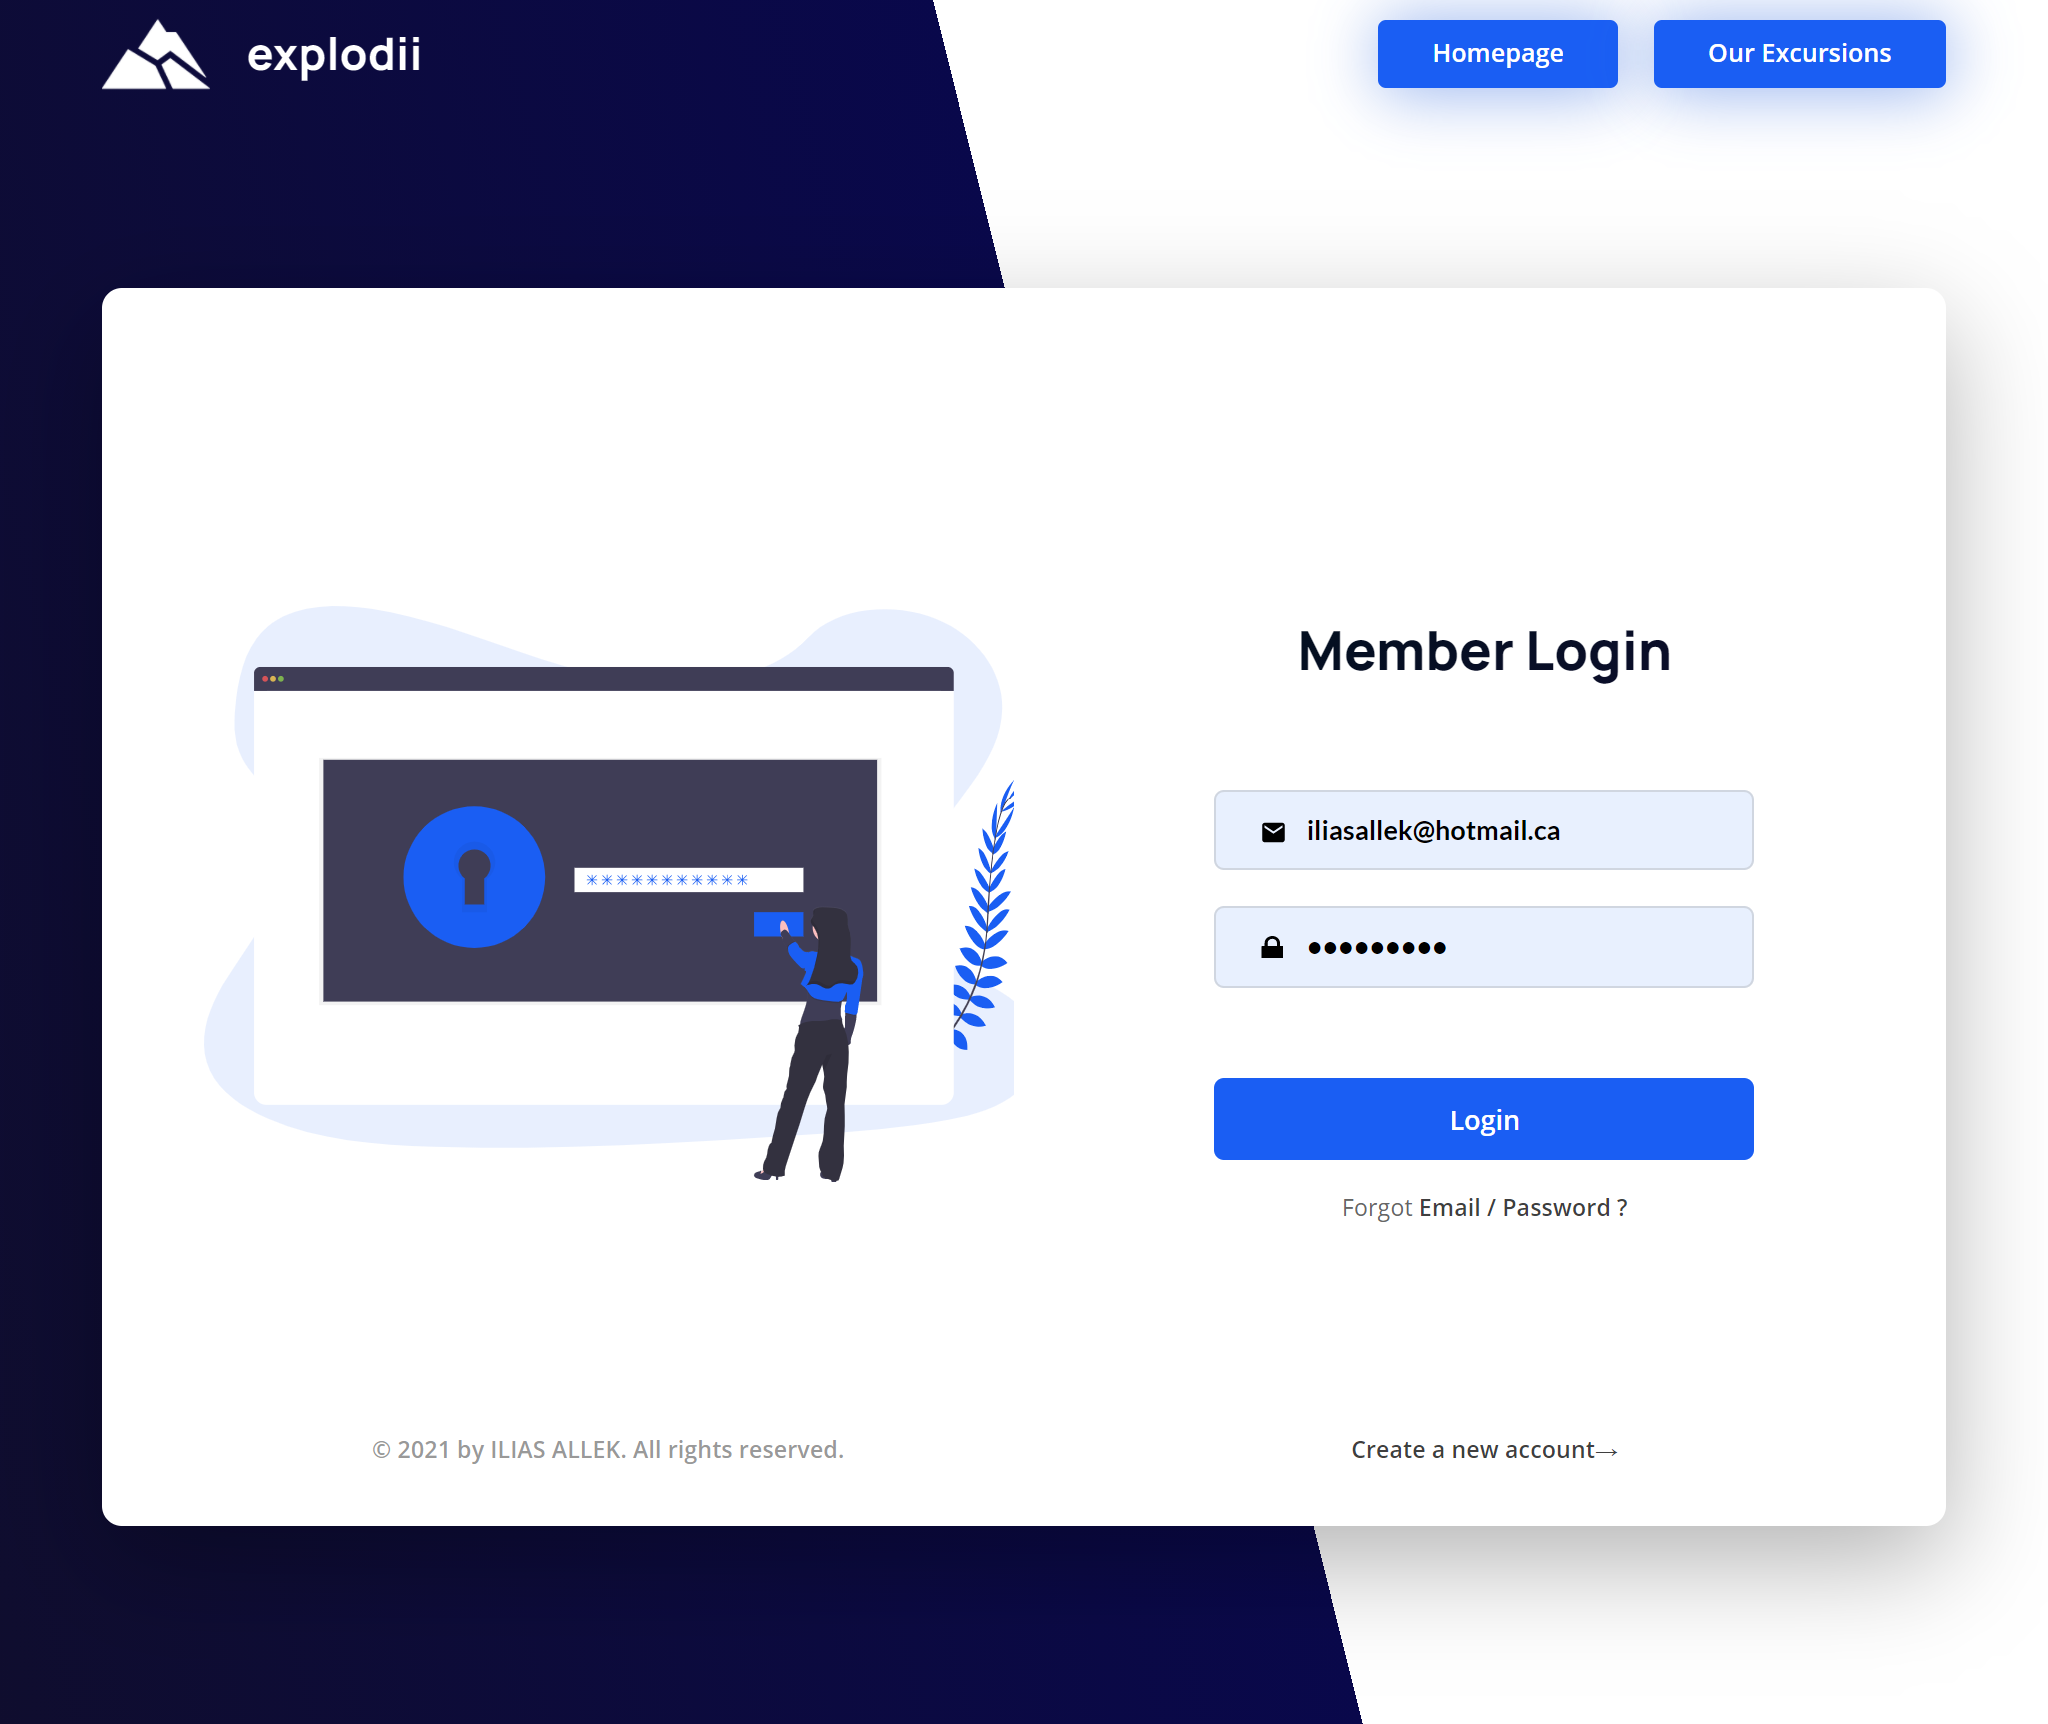 explodii
Homepage
Our Excursions
Member Login
iliasallek@hotmail.ca
•••••••••
***********
Login
Forgot Email / Password ?
© 2021 by ILIAS ALLEK. All rights reserved.
Create a new account→